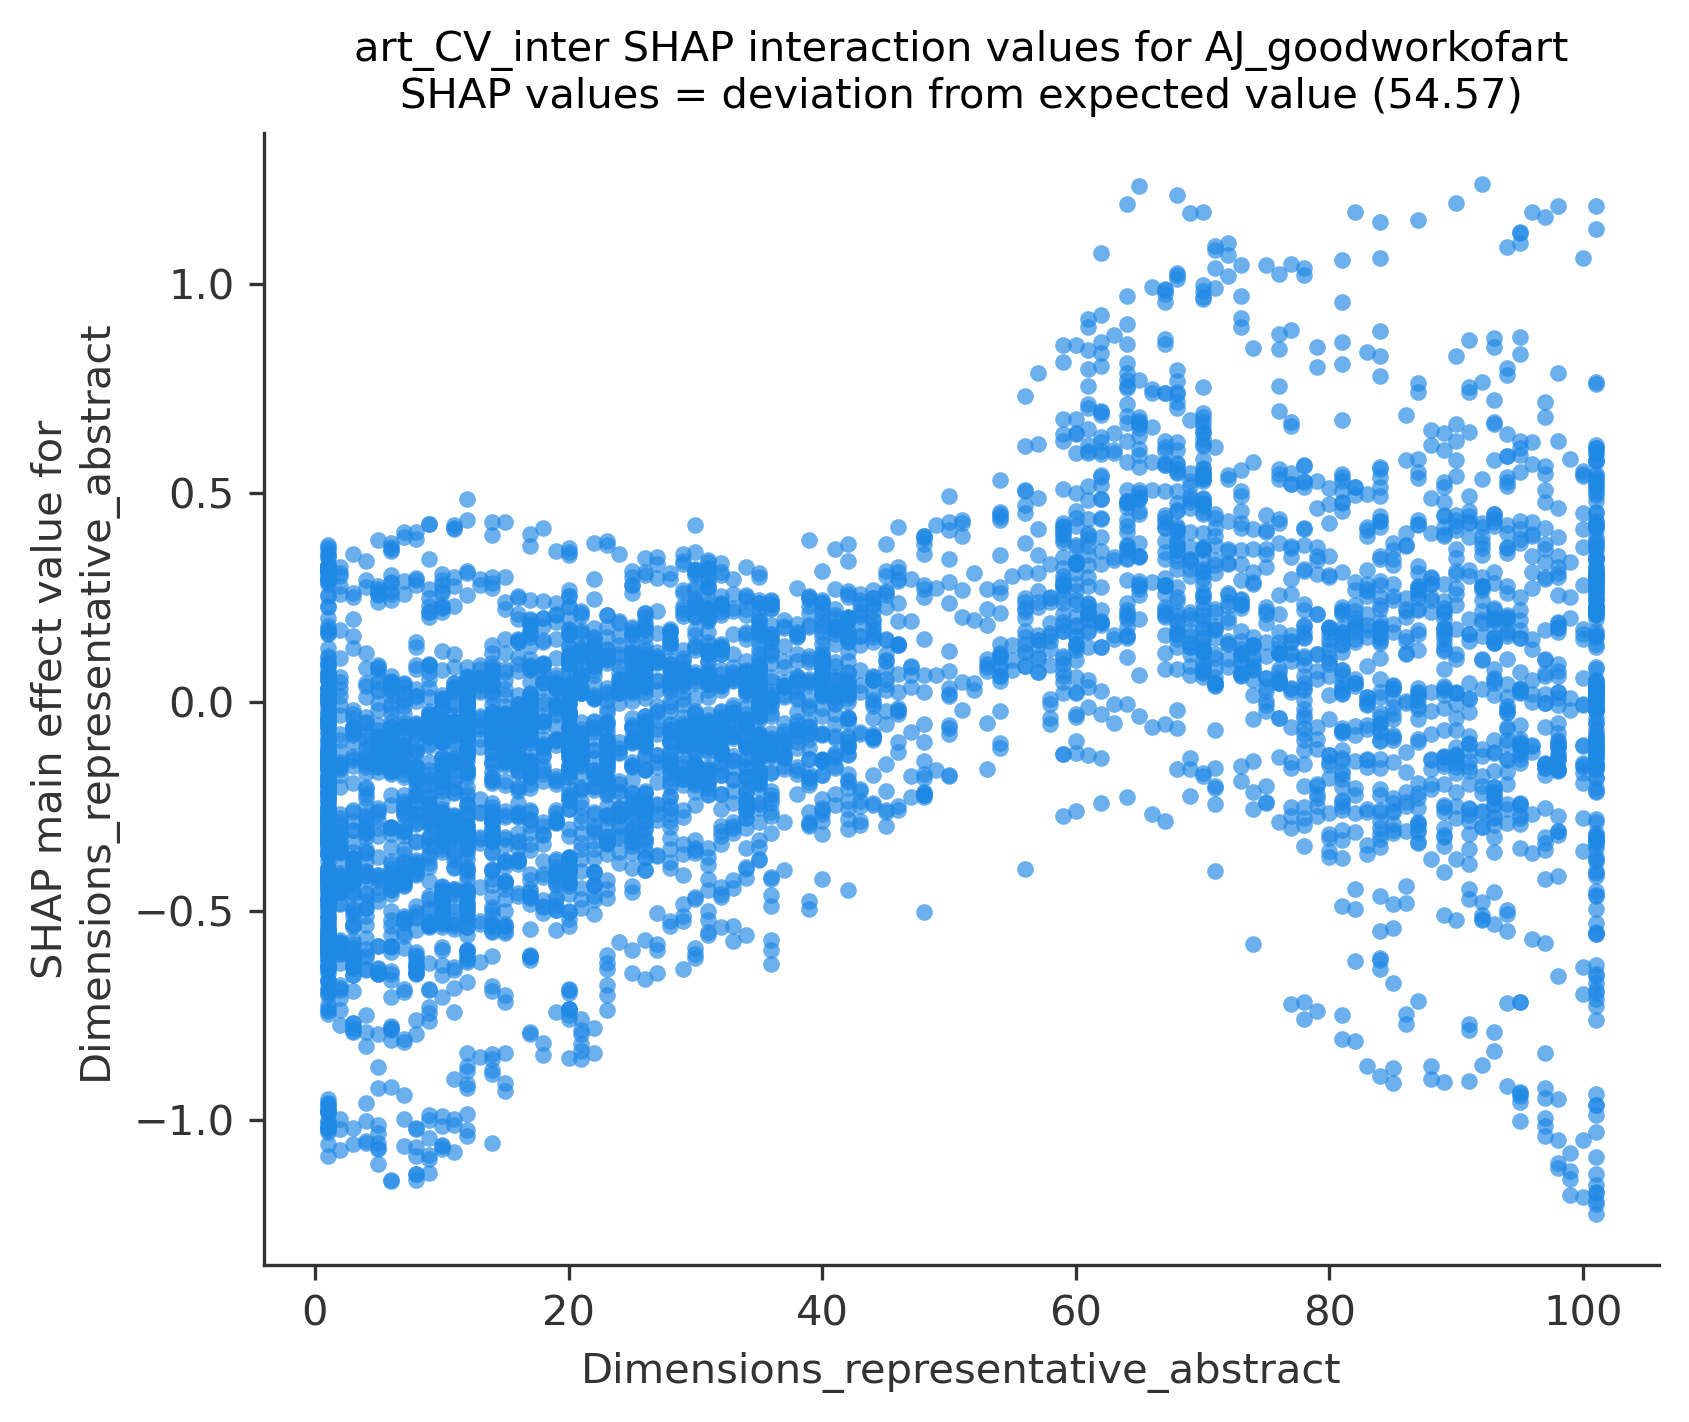 art_CV_inter SHAP interaction values for AJ_goodworkofart
SHAP values = deviation from expected value (54.57)
SHAP main effect value for
Dimensions_representative_abstract
1.0
0.5
0.0
−0.5
−1.0
0
20
40
60
80
100
Dimensions_representative_abstract